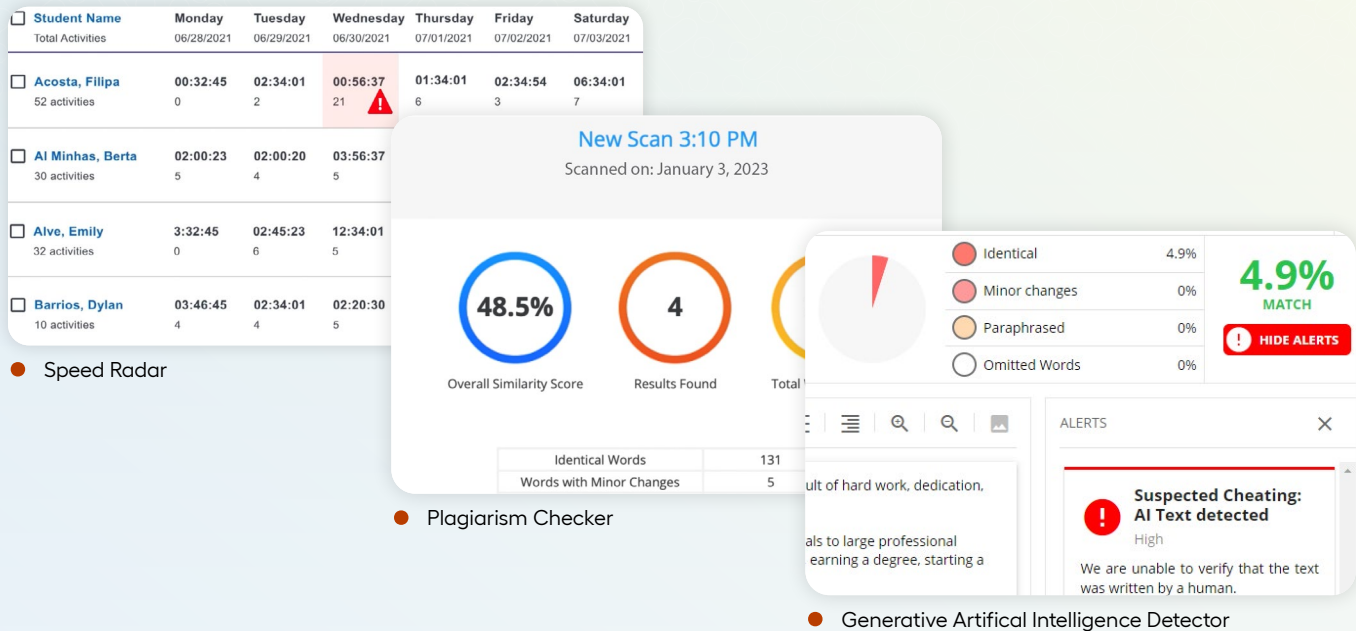 Student Name Monday Tuesday Wednesday Thursday Friday Saturday
Total Activities 06/28/2021 06/29/2021 06/30/2021 07/01/2021 07/02/2021 07/03/2021
Acosta, Filipa 00:32:45 02:34:01 00:56:37 01:34:01 02:34:54 06:34:01
52 activities 0 2 21 ! 6 3 7
Al Minhas, Berta 02:00:23 02:00:20 03:56:37
30 activities 5 4 5
Alve, Emily 3:32:45 02:45:23 12:34:01
32 activities 0 6 5
Barrios, Dylan 03:46:45 02:34:01 02:20:30
10 activities 4 4 5
Speed Radar
New Scan 3:10 PM
Scanned on: January 3, 2023
48.5% 4
Overall Similarity Score Results Found Total
Identical Words 131
Words with Minor Changes 5
Plagiarism Checker
Identical 4.9%
Minor changes 0%
Paraphrased 0%
Omitted Words 0%
4.9%
MATCH
! HIDE ALERTS
ult of hard work, dedication,
als to large professional
earning a degree, starting a
ALERTS
! Suspected Cheating:
AI Text detected
High
We are unable to verify that the text
was written by a human.
Generative Artifical Intelligence Detector